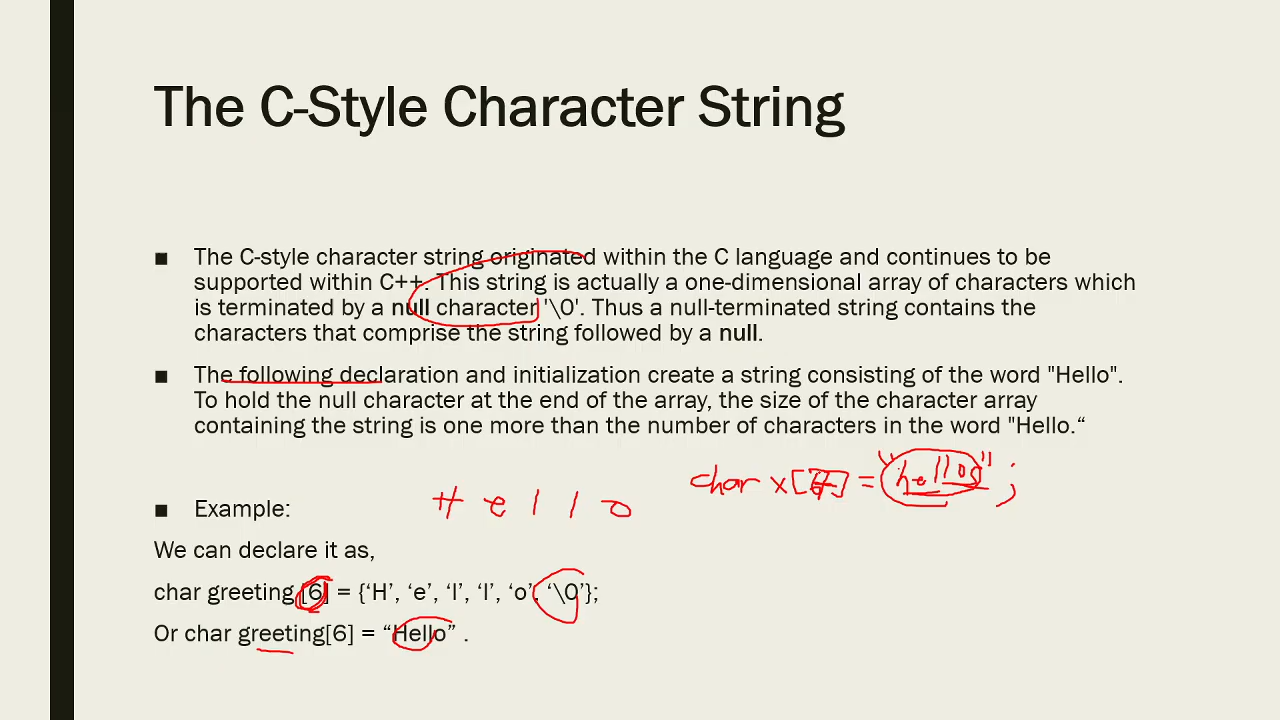 The C-Style Character String
■ The C-style character string originated within the C language and continues to be
supported within C++. This string is actually a one-dimensional array of characters which
is terminated by a null character '\0'. Thus a null-terminated string contains the
characters that comprise the string followed by a null.
■ The following declaration and initialization create a string consisting of the word "Hello".
To hold the null character at the end of the array, the size of the character array
containing the string is one more than the number of characters in the word "Hello.“
char x[] = "hellos" ;
■ Example:
H e l l o
We can declare it as,
char greeting [6] = {‘H’, ‘e’, ‘l’, ‘l’, ‘o’, ‘\0’};
Or char greeting[6] = “Hello” .